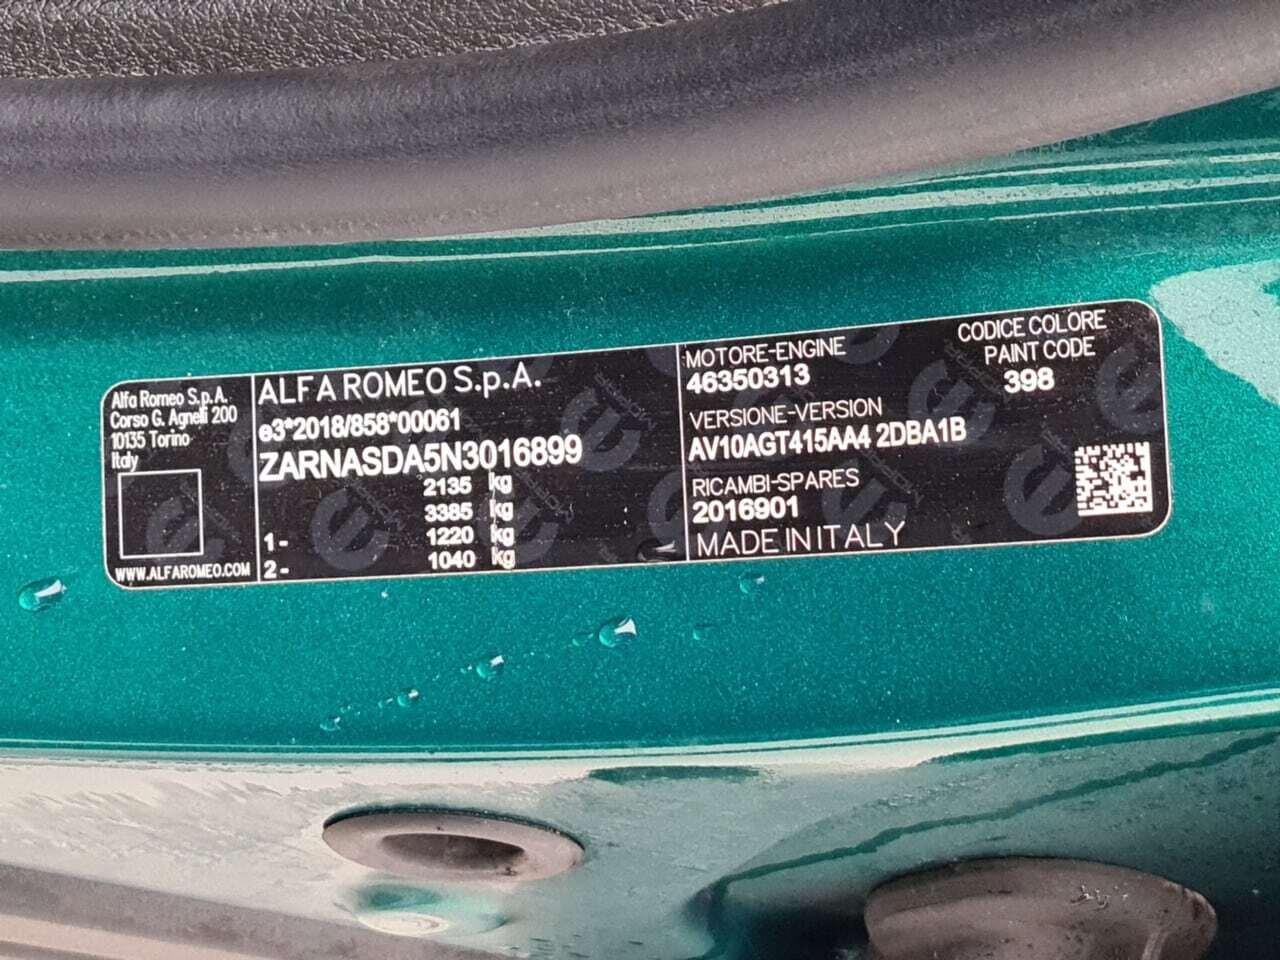 Alfa Romeo S.p.A.
Corso G. Agnelli 200
10135 Torino
Italy
WWW.ALFAROMEO.COM
ALFA ROMEO S.p.A.
e3*2018/858*00061
ZARNASDA5N3016899
2135 kg
3385 kg
1- 1220 kg
2- 1040 kg
MOTORE-ENGINE
46350313
VERSIONE-VERSION
AV10AGT415AA4 2DBA1B
RICAMBI-SPARES
2016901
MADE IN ITALY
CODICE COLORE
PAINT CODE
398